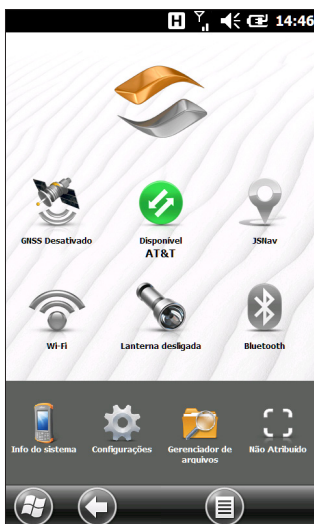 H 14:46
GNSS Desativado
Disponível
AT&T
JSNav
Wi-Fi
Lanterna desligada
Bluetooth
Info do sistema
Configurações
Gerenciador de
arquivos
Não Atribuído